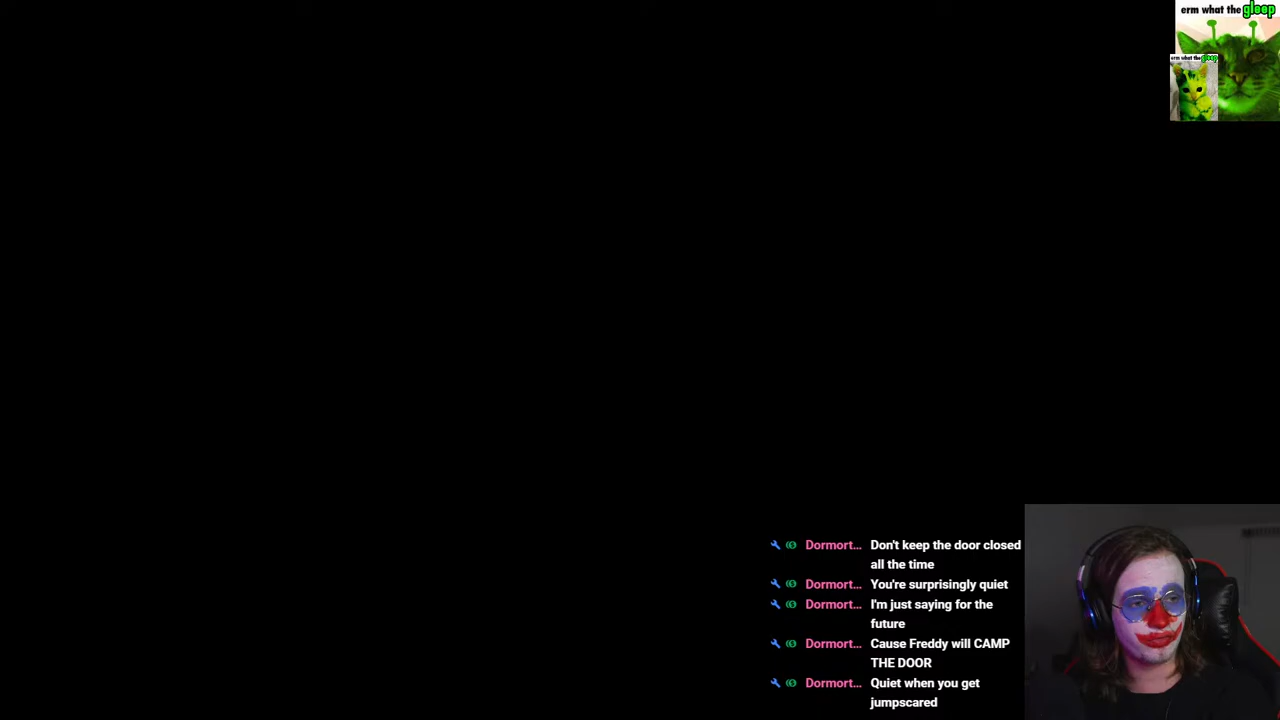 erm what the gloop
erm what the gloop
Dormort... Don't keep the door closed
all the time
Dormort... You're surprisingly quiet
Dormort... I'm just saying for the
future
Dormort... Cause Freddy will CAMP
THE DOOR
Dormort... Quiet when you get
jumpscared